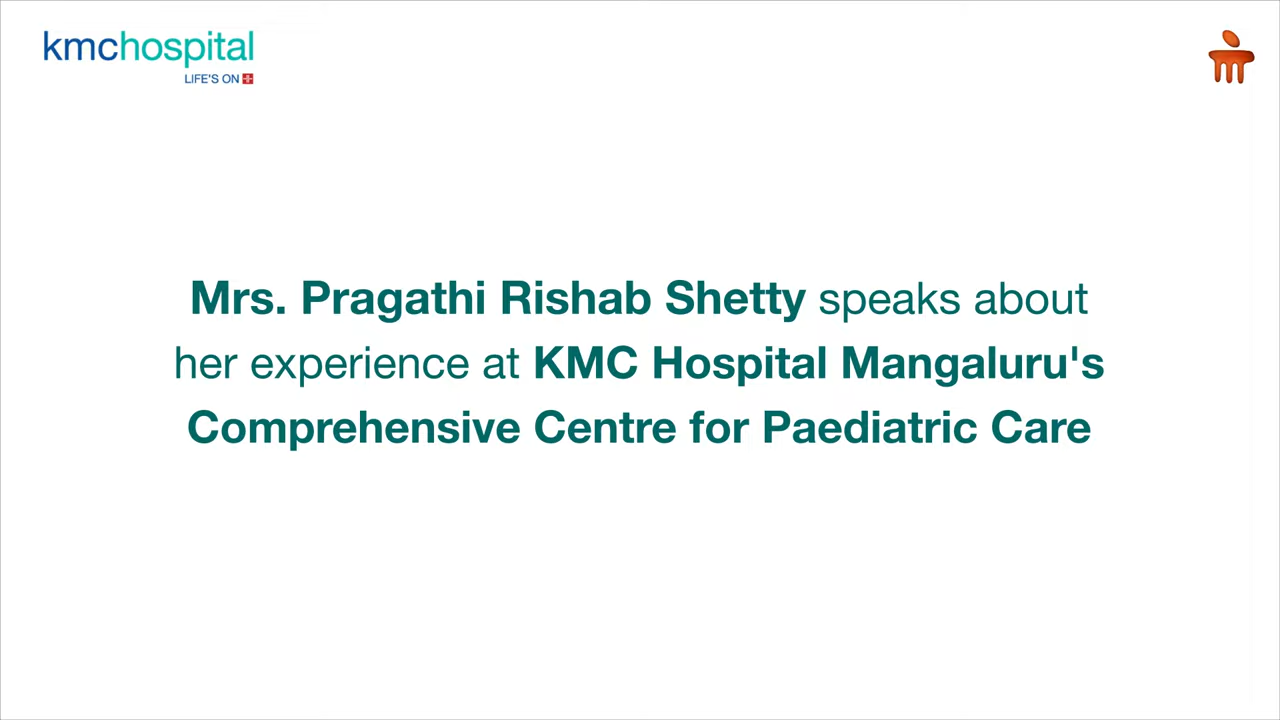 kmchospital
LIFE'S ON
Mrs. Pragathi Rishab Shetty speaks about
her experience at KMC Hospital Mangaluru's
Comprehensive Centre for Paediatric Care